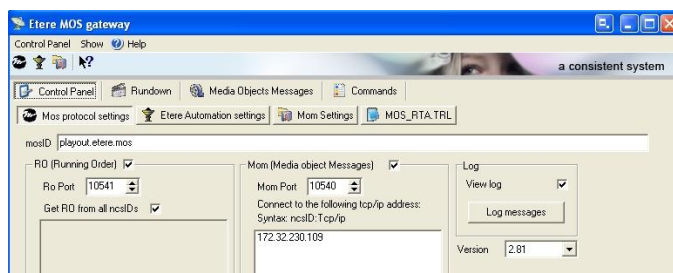 Etere MOS gateway
Control Panel Show Help
a consistent system
Control Panel Rundown Media Objects Messages Commands
Mos protocol settings Etere Automation settings Mom Settings MOS_RTA.TRL
mosID playout.etere.mos
RO (Running Order)
Ro Port 10541
Get RO from all ncsIDs
Mom (Media object Messages)
Mom Port 10540
Connect to the following tcp/ip address:
Syntax: ncsID:Tcp/ip
172.32.230.109
Log
View log
Log messages
Version 2.81